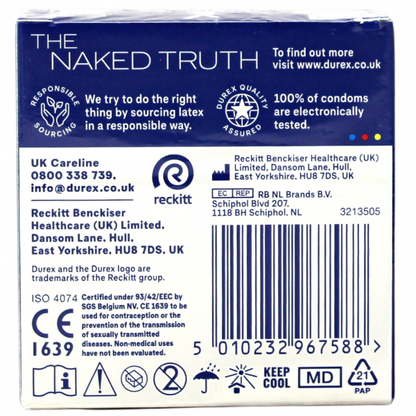 THE
NAKED TRUTH
To find out more
visit www.durex.co.uk
RESPONSIBLE
SOURCING
We try to do the right
thing by sourcing latex
in a responsible way.
DUREX QUALITY
ASSURED
100% of condoms
are electronically
tested.
UK Careline
0800 338 739.
info@durex.co.uk
reckitt
Reckitt Benckiser Healthcare (UK)
Limited, Dansom Lane, Hull,
East Yorkshire, HU8 7DS, UK
EC REP RB NL Brands B.V.
Schiphol Blvd 207,
1118 BH Schiphol, NL
3213505
Reckitt Benckiser
Healthcare (UK)
Limited,
Dansom Lane, Hull,
East Yorkshire, HU8 7DS, UK
Durex and the Durex logo are
trademarks of the Reckitt group.
ISO 4074
CE
1639
Certified under 93/42/EEC by
SGS Belgium NV. CE 1639 to be
used for contraception or the
prevention of the transmission
of sexually transmitted
diseases. Non-medical uses
have not been evaluated.
5 010232 967588 >
i
2
KEEP
COOL
MD
21
PAP